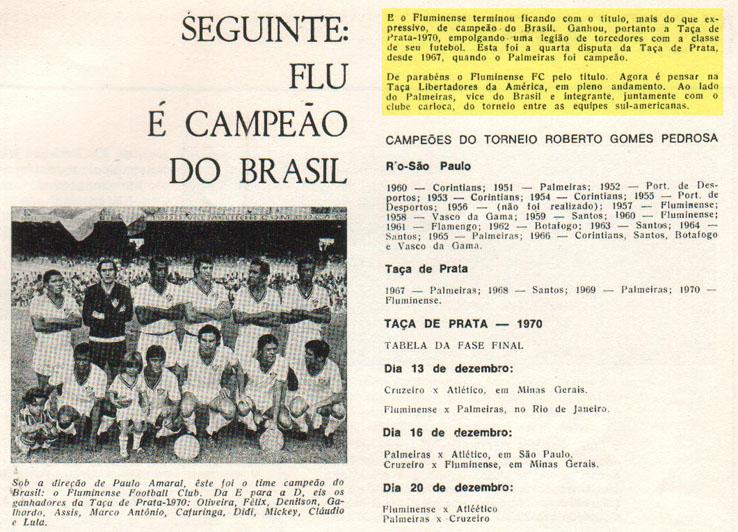 SEGUINTE:
FLU
É CAMPEÃO
DO BRASIL
Sob a direção de Paulo Amaral, êste foi o time campeão do
Brasil: o Fluminense Football Club. Da E para a D, eis os
ganhadores da Taça de Prata-1970: Oliveira, Félix, Denilson, Ga-
lhardo, Assis, Marco Antônio, Cafuringa, Didi, Mickey, Cláudio
e Lula.
E o Fluminense terminou ficando com o título, mais do que ex-
pressivo, de campeão do Brasil. Ganhou, portanto a Taça de
Prata-1970, empolgando uma legião de torcedores com a classe
de seu futebol. Esta foi a quarta disputa da Taça de Prata,
desde 1967, quando o Palmeiras foi campeão.
De parabéns o Fluminense FC pelo título. Agora é pensar na
Taça Libertadores da América, em pleno andamento. Ao lado
do Palmeiras, vice do Brasil e integrante, juntamente com o
clube carioca, do torneio entre as equipes sul-americanas.
CAMPEÕES DO TORNEIO ROBERTO GOMES PEDROSA
R'o-São Paulo
1960 — Corintians; 1951 — Palmeiras; 1952 — Port. de Des-
portos; 1953 — Corintians; 1954 — Corintians; 1955 — Port. de
Desportos; 1956 — (não foi realizado); 1957 — Fluminense;
1958 — Vasco da Gama; 1959 — Santos; 1960 — Fluminense;
1961 — Flamengo; 1962 — Botafogo; 1963 — Santos; 1964 —
Santos; 1965 — Palmeiras; 1966 — Corintians, Santos, Botafogo
e Vasco da Gama.
Taça de Prata
1967 — Palmeiras; 1968 — Santos; 1969 — Palmeiras; 1970 —
Fluminense.
TAÇA DE PRATA — 1970
TABELA DA FASE FINAL
Dia 13 de dezembro:
Cruzeiro x Atlético, em Minas Gerais.
Fluminense x Palmeiras, no Rio de Janeiro.
Dia 16 de dezembro:
Palmeiras x Atlético, em São Paulo.
Cruzeiro x Fluminense, em Minas Gerais.
Dia 20 de dezembro:
Fluminense x Atléético
Palmeiras x Cruzeiro